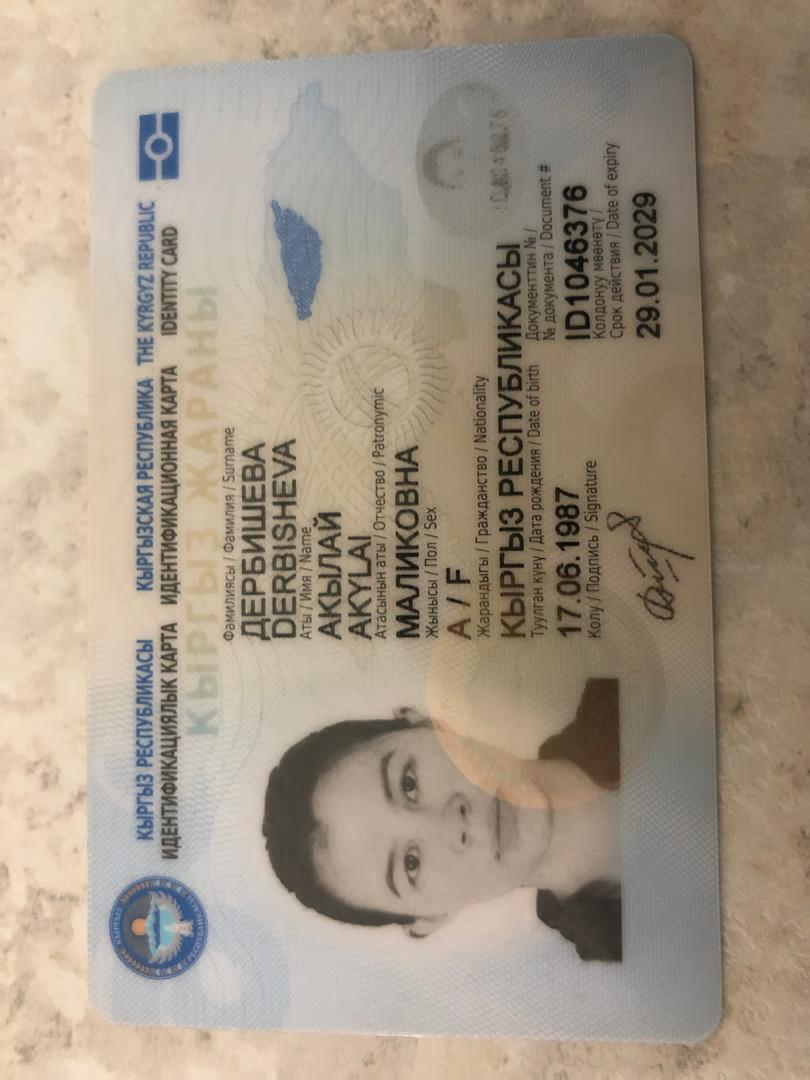 КЫРГЫЗ РЕСПУБЛИКАСЫ КЫРГЫЗСКАЯ РЕСПУБЛИКА THE KYRGYZ REPUBLIC
ИДЕНТИФИКАЦИЯЛЫК КАРТА ИДЕНТИФИКАЦИОННАЯ КАРТА IDENTITY CARD
КЫРГЫЗ ЖАРАНЫ
Фамилиясы / Фамилия / Surname
ДЕРБИШЕВА
DERBISHEVA
Аты / Имя / Name
АКЫЛАЙ
AKYLAI
Атасынын аты / Отчество / Patronymic
МАЛИКОВНА
Жынысы / Пол / Sex
А / F
Жарандыгы / Гражданство / Nationality
КЫРГЫЗ РЕСПУБЛИКАСЫ
Туулган күнү / Дата рождения / Date of birth
17.06.1987
Документтин № /
№ документа / Document #
ID1046376
Колу / Подпись / Signature
Колдонуу мөөнөтү /
Срок действия / Date of expiry
29.01.2029